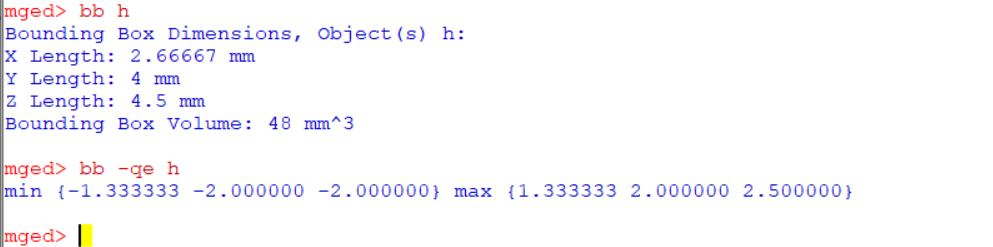 mged> bb h
Bounding Box Dimensions, Object(s) h:
X Length: 2.66667 mm
Y Length: 4 mm
Z Length: 4.5 mm
Bounding Box Volume: 48 mm^3
mged> bb -qe h
min {-1.333333 -2.000000 -2.000000} max {1.333333 2.000000 2.500000}
mged>